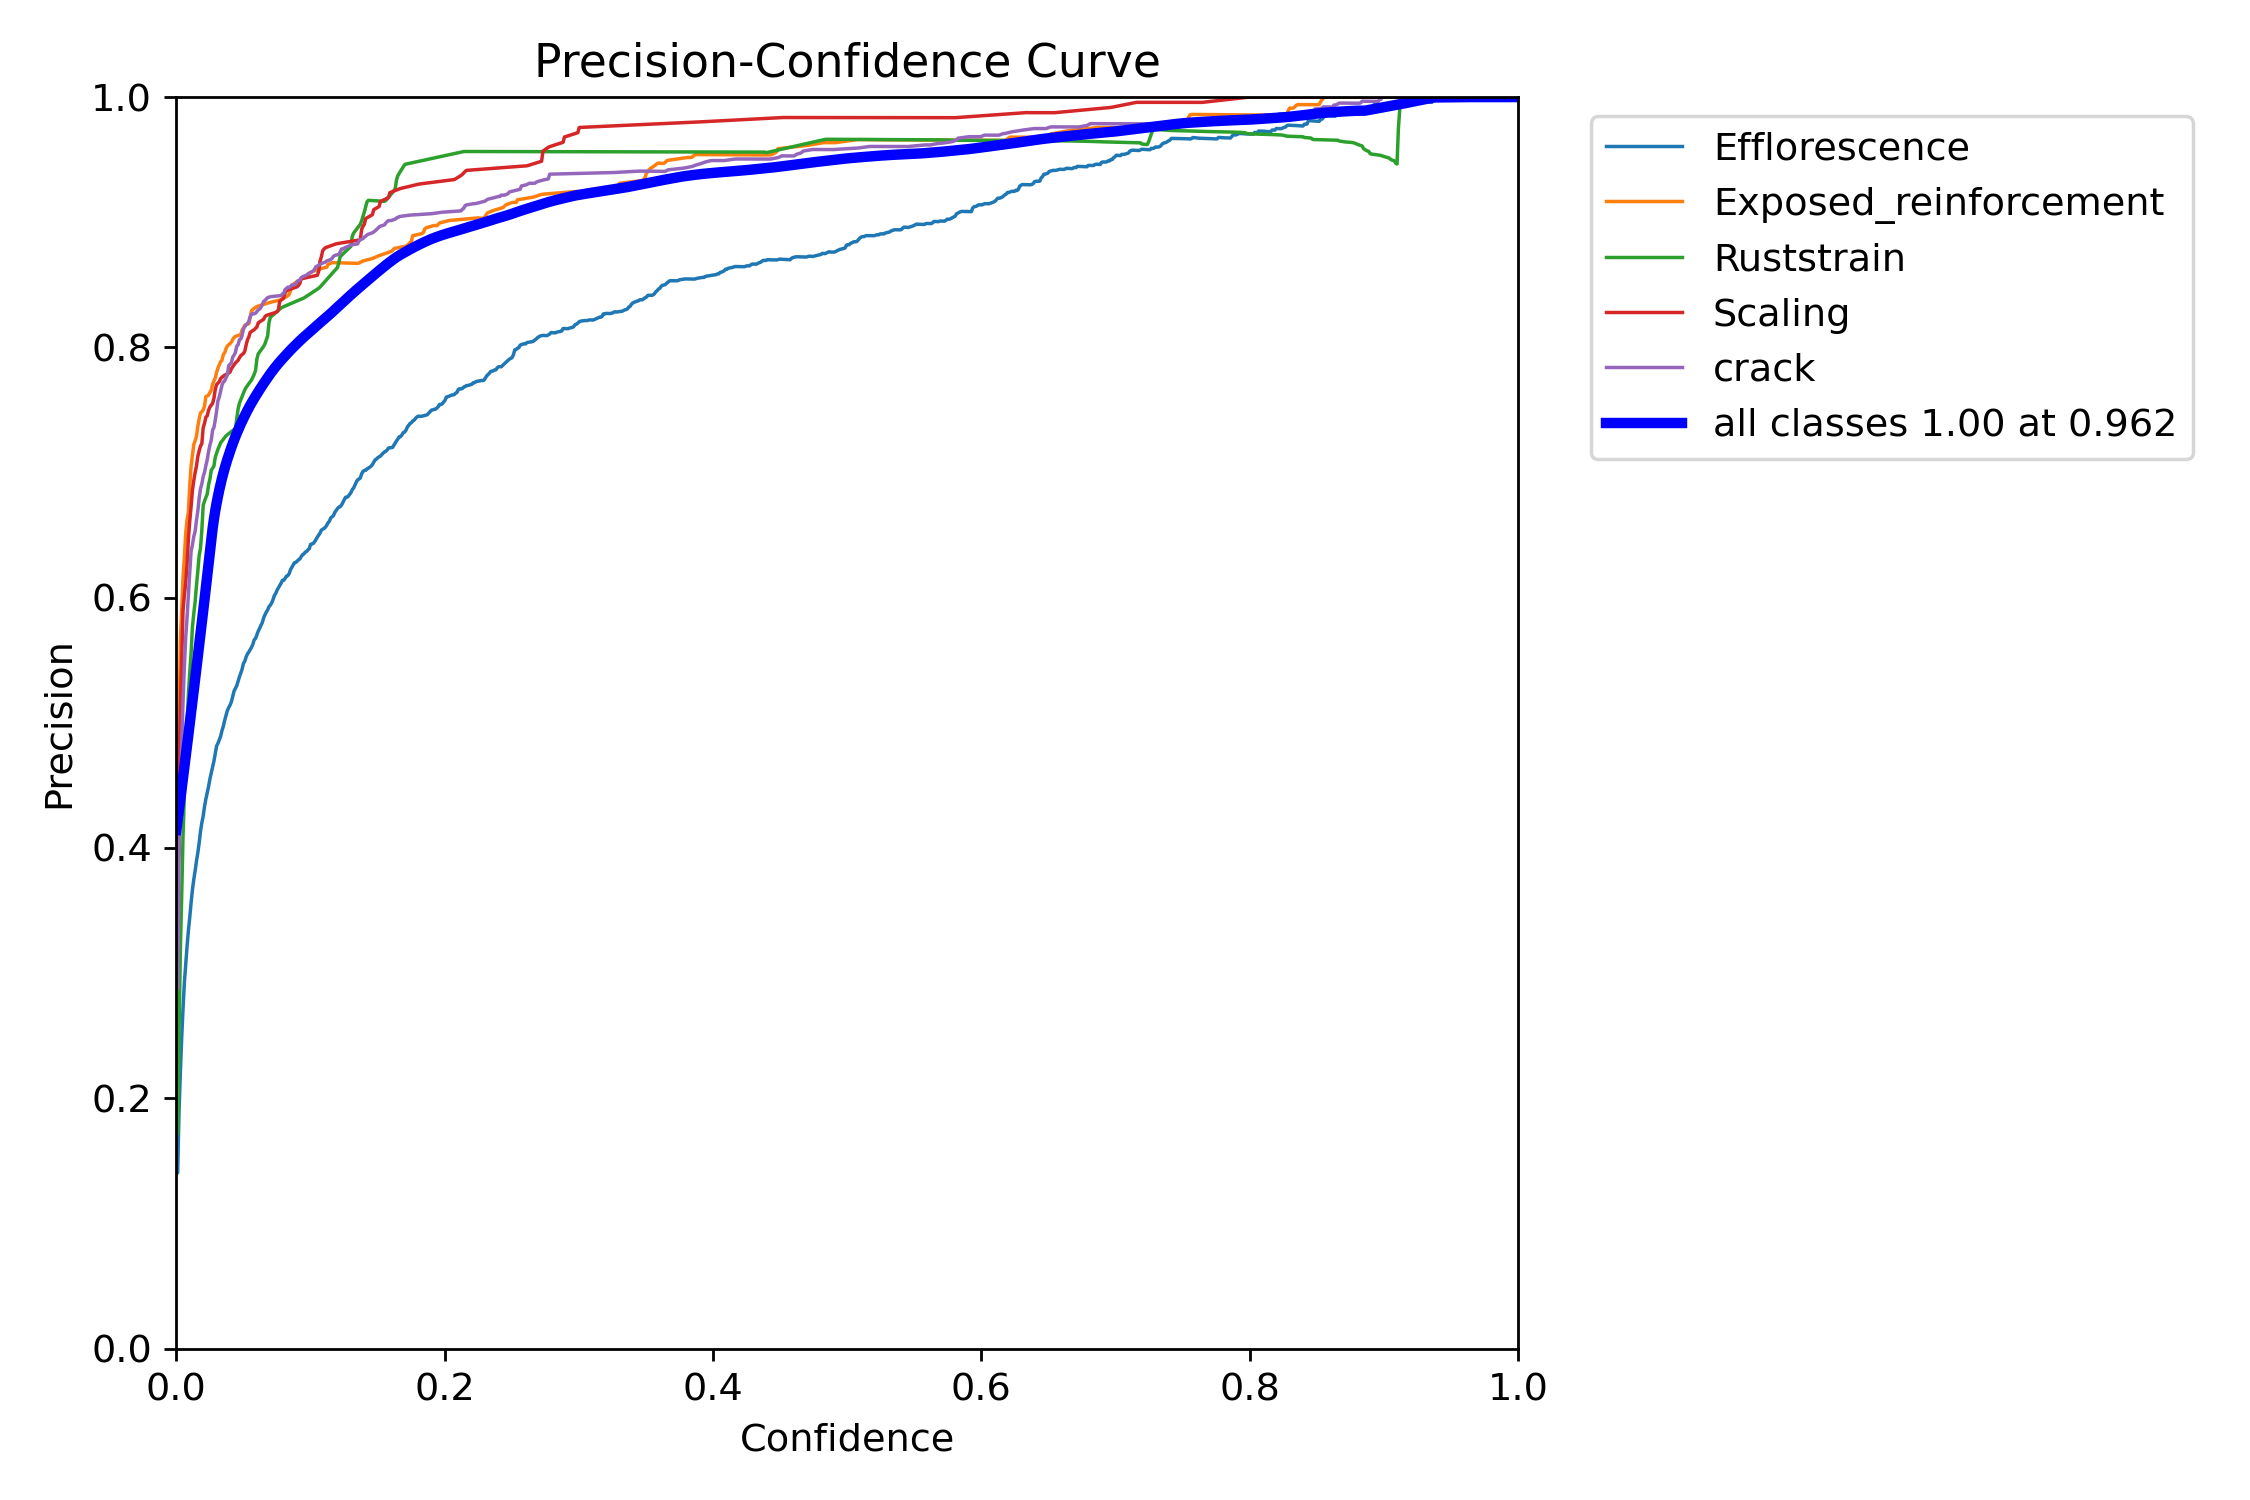 Precision-Confidence Curve
1.0
0.8
0.6
0.4
0.2
0.0
Precision
0.0 0.2 0.4 0.6 0.8 1.0
Confidence
Efflorescence
Exposed_reinforcement
Ruststrain
Scaling
crack
all classes 1.00 at 0.962